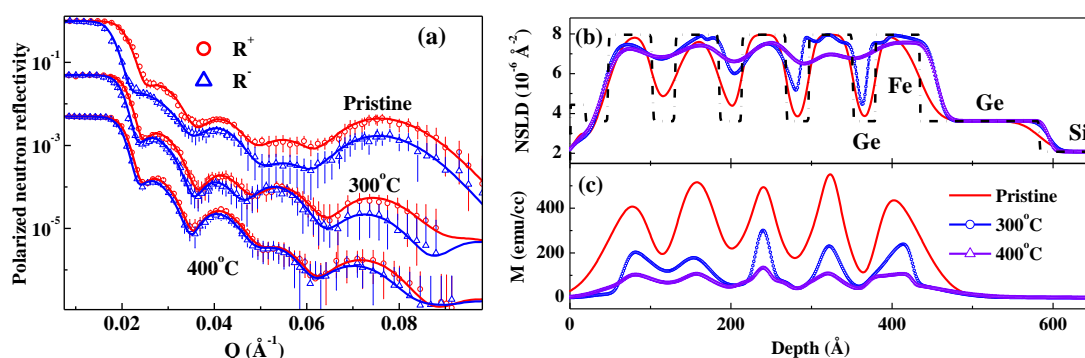 (a)
R+
R-
Pristine
300°C
400°C
10^-1
10^-3
10^-5
Polarized neutron reflectivity
0.02 0.04 0.06 0.08
Q (Å^-1)
(b)
8
6
4
2
NSLD (10^-6 Å^-2)
Fe
Ge
Ge
Si
(c)
Pristine
300°C
400°C
400
200
0
M (emu/cc)
0 200 400 600
Depth (Å)